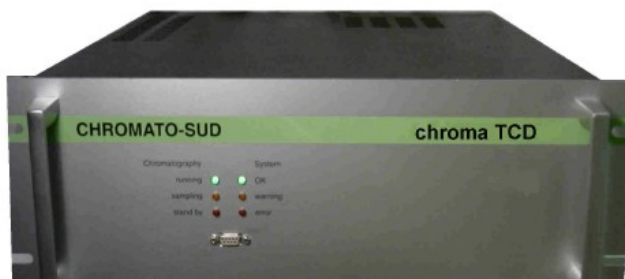 CHROMATO-SUD chroma TCD
Chromatography System
running OK
sampling warning
stand by error